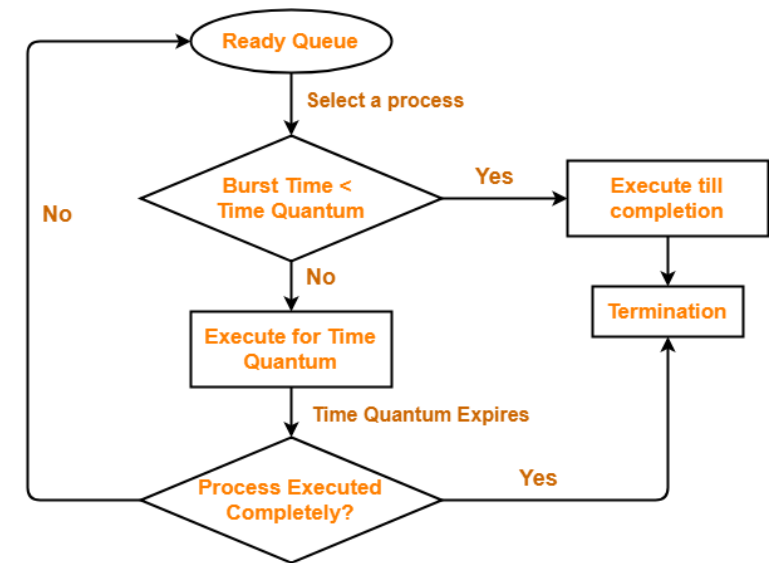 Ready Queue
Select a process
Burst Time <
Time Quantum
Yes
Execute till
completion
No
No
Termination
Execute for Time
Quantum
Time Quantum Expires
Process Executed
Completely?
Yes